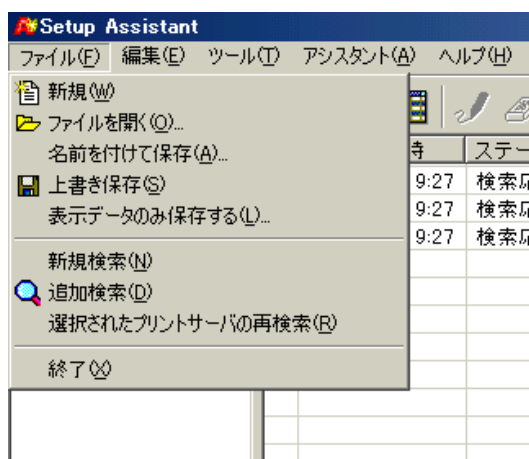 Setup Assistant
ファイル(F) 編集(E) ツール(T) アシスタント(A) ヘルプ(H)
新規(W)
ファイルを開く(O)...
名前を付けて保存(A)...
上書き保存(S)
表示データのみ保存する(L)...
新規検索(N)
追加検索(D)
選択されたプリントサーバの再検索(R)
終了(X)
ステー
9:27 検索
9:27 検索
9:27 検索